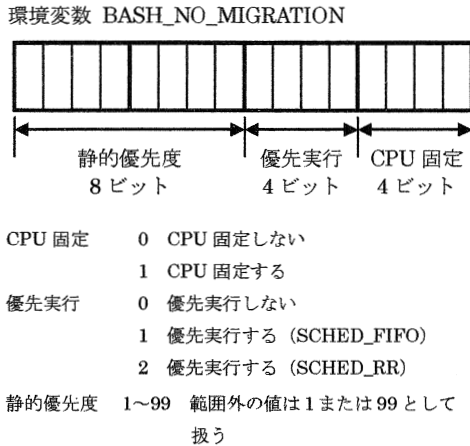 環境変数 BASH_NO_MIGRATION
静的優先度 優先実行 CPU 固定
8 ビット 4 ビット 4 ビット
CPU 固定 0 CPU 固定しない
1 CPU 固定する
優先実行 0 優先実行しない
1 優先実行する (SCHED_FIFO)
2 優先実行する (SCHED_RR)
静的優先度 1~99 範囲外の値は1または99として
扱う